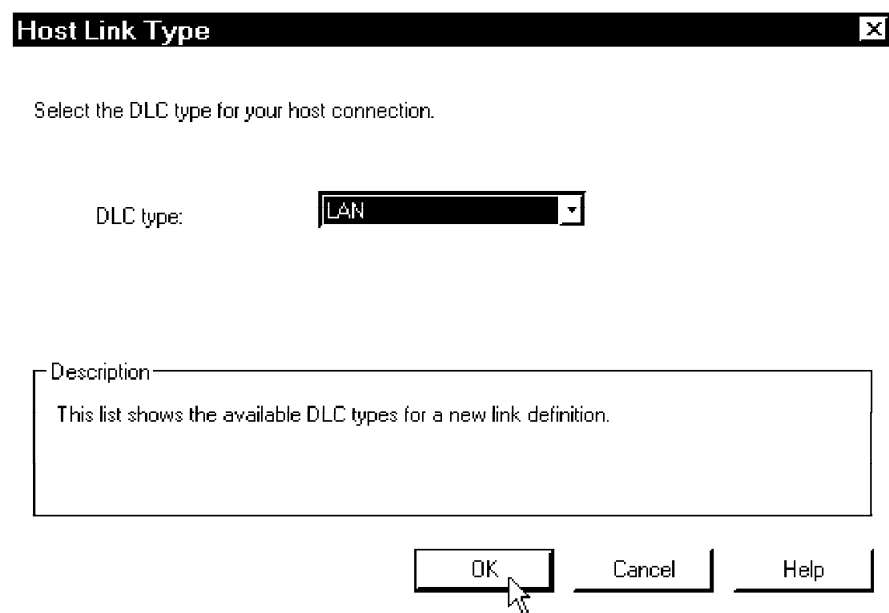 Host Link Type
Select the DLC type for your host connection.
DLC type: LAN
Description
This list shows the available DLC types for a new link definition.
OK Cancel Help